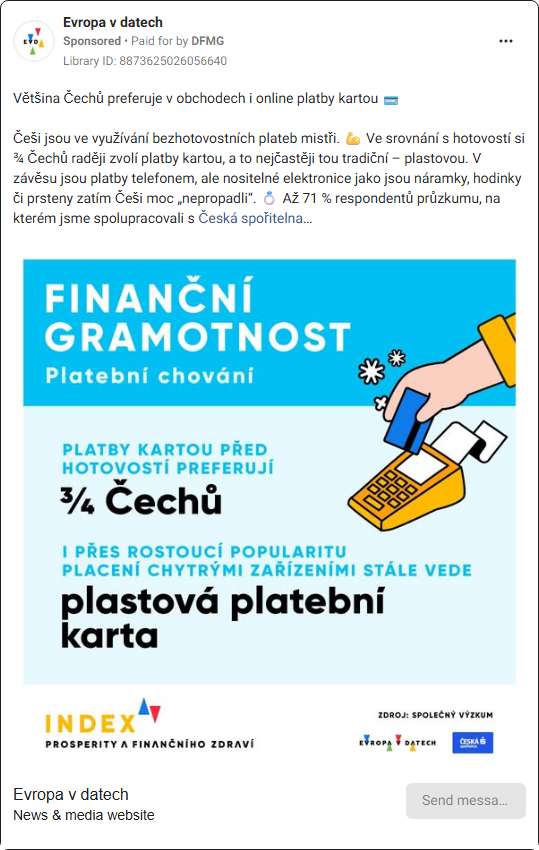 Evropa v datech
Sponsored • Paid for by DFMG
Library ID: 8873625026056640
Většina Čechů preferuje v obchodech i online platby kartou 💳
Češi jsou ve využívání bezhotovostních plateb mistři. 💪 Ve srovnání s hotovostí si
¾ Čechů raději zvolí platby kartou, a to nejčastěji tou tradiční – plastovou. V
závěsu jsou platby telefonem, ale nositelné elektronice jako jsou náramky, hodinky
či prsteny zatím Češi moc „nepropadli“. 💍 Až 71 % respondentů průzkumu, na
kterém jsme spolupracovali s Česká spořitelna...
FINANČNÍ
GRAMOTNOST
Platební chování
PLATBY KARTOU PŘED
HOTOVOSTÍ PREFERUJÍ
¾ Čechů
I PŘES ROSTOUCÍ POPULARITU
PLACENÍ CHYTRÝMI ZAŘÍZENÍMI STÁLE VEDE
plastová platební
karta
INDEX
PROSPERITY A FINANČNÍHO ZDRAVÍ
ZDROJ: SPOLEČNÝ VÝZKUM
EVROPA V DATECH
ČESKÁ
spořitelna
Evropa v datech
News & media website
Send messa...